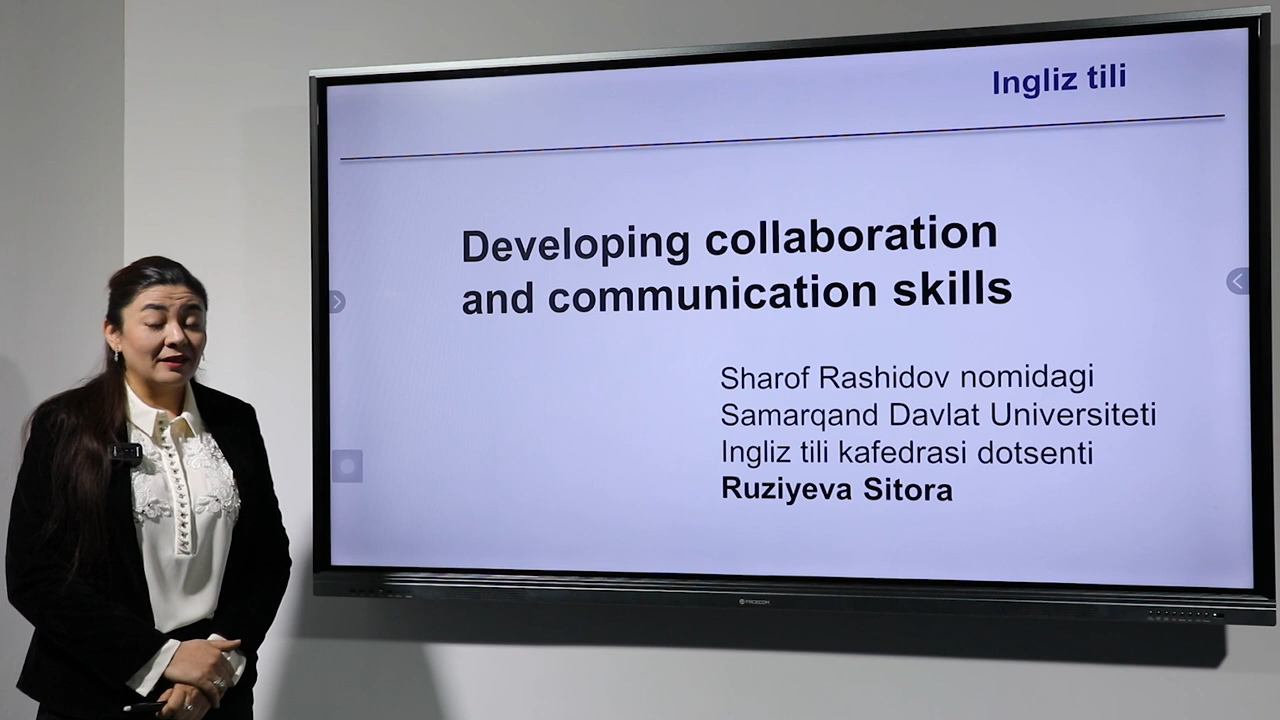 Ingliz tili
Developing collaboration
and communication skills
Sharof Rashidov nomidagi
Samarqand Davlat Universiteti
Ingliz tili kafedrasi dotsenti
Ruziyeva Sitora